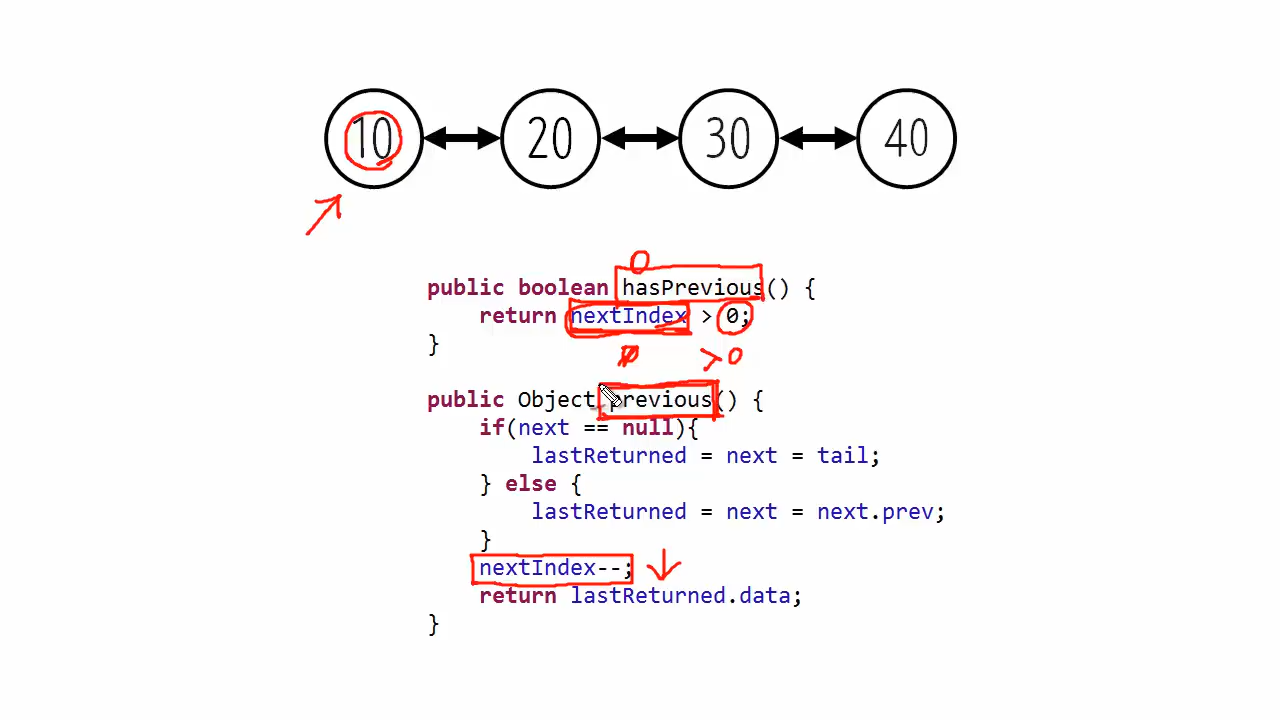 10 20 30 40
0
public boolean hasPrevious() {
return nextIndex > 0;
}
0 >0
public Object previous() {
if(next == null){
lastReturned = next = tail;
} else {
lastReturned = next = next.prev;
}
nextIndex--;
return lastReturned.data;
}